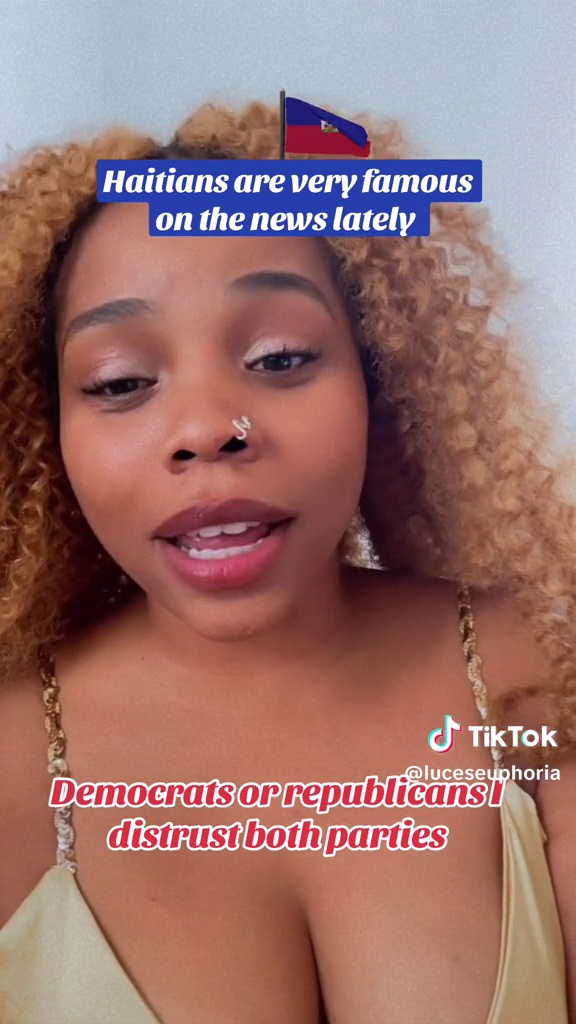 Haitians are very famous
on the news lately
TikTok
@luceseuphoria
Democrats or republicans I
distrust both parties